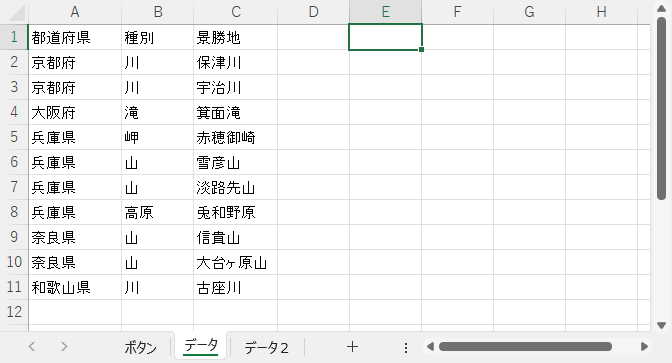 A B C D E F G H
1 都道府県 種別 景勝地
2 京都府 川 保津川
3 京都府 川 宇治川
4 大阪府 滝 箕面滝
5 兵庫県 岬 赤穂御崎
6 兵庫県 山 雪彦山
7 兵庫県 山 淡路先山
8 兵庫県 高原 兎和野原
9 奈良県 山 信貴山
10 奈良県 山 大台ヶ原山
11 和歌山県 川 古座川
12
ボタン データ データ２